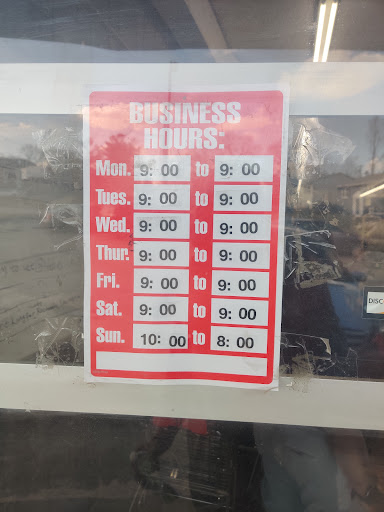 BUSINESS
HOURS:
Mon. 9: 00 to 9: 00
Tues. 9: 00 to 9: 00
Wed. 9: 00 to 9: 00
Thur. 9: 00 to 9: 00
Fri. 9: 00 to 9: 00
Sat. 9: 00 to 9: 00
Sun. 10: 00 to 8: 00
DISC